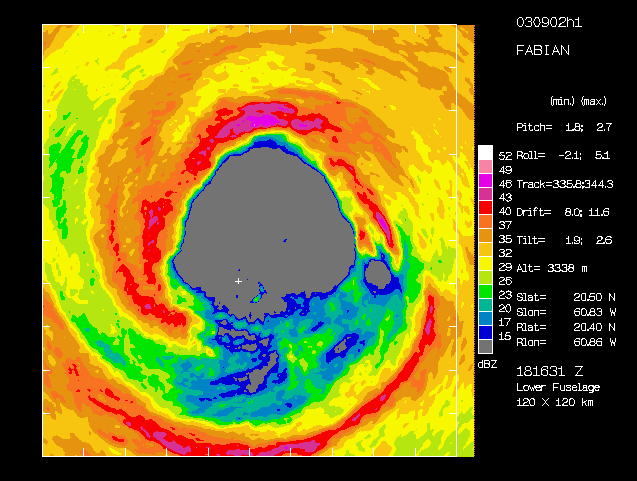 030902h1
FABIAN
(min.) (max.)
Pitch= 1.8; 2.7
52 Roll= -2.1; 5.1
49
46 Track=335.8;344.3
43
40 Drift= 8.0; 11.6
37
35 Tilt= 1.9; 2.6
32
29 Alt= 3338 m
26
23 Slat= 20.50 N
20 Slon= 60.83 W
17 Rlat= 20.40 N
15 Rlon= 60.86 W
dBZ
181631 Z
Lower Fuselage
120 X 120 km